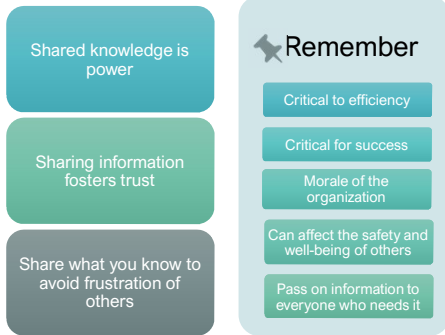 Shared knowledge is
power
Sharing information
fosters trust
Share what you know to
avoid frustration of
others
Remember
Critical to efficiency
Critical for success
Morale of the
organization
Can affect the safety and
well-being of others
Pass on information to
everyone who needs it